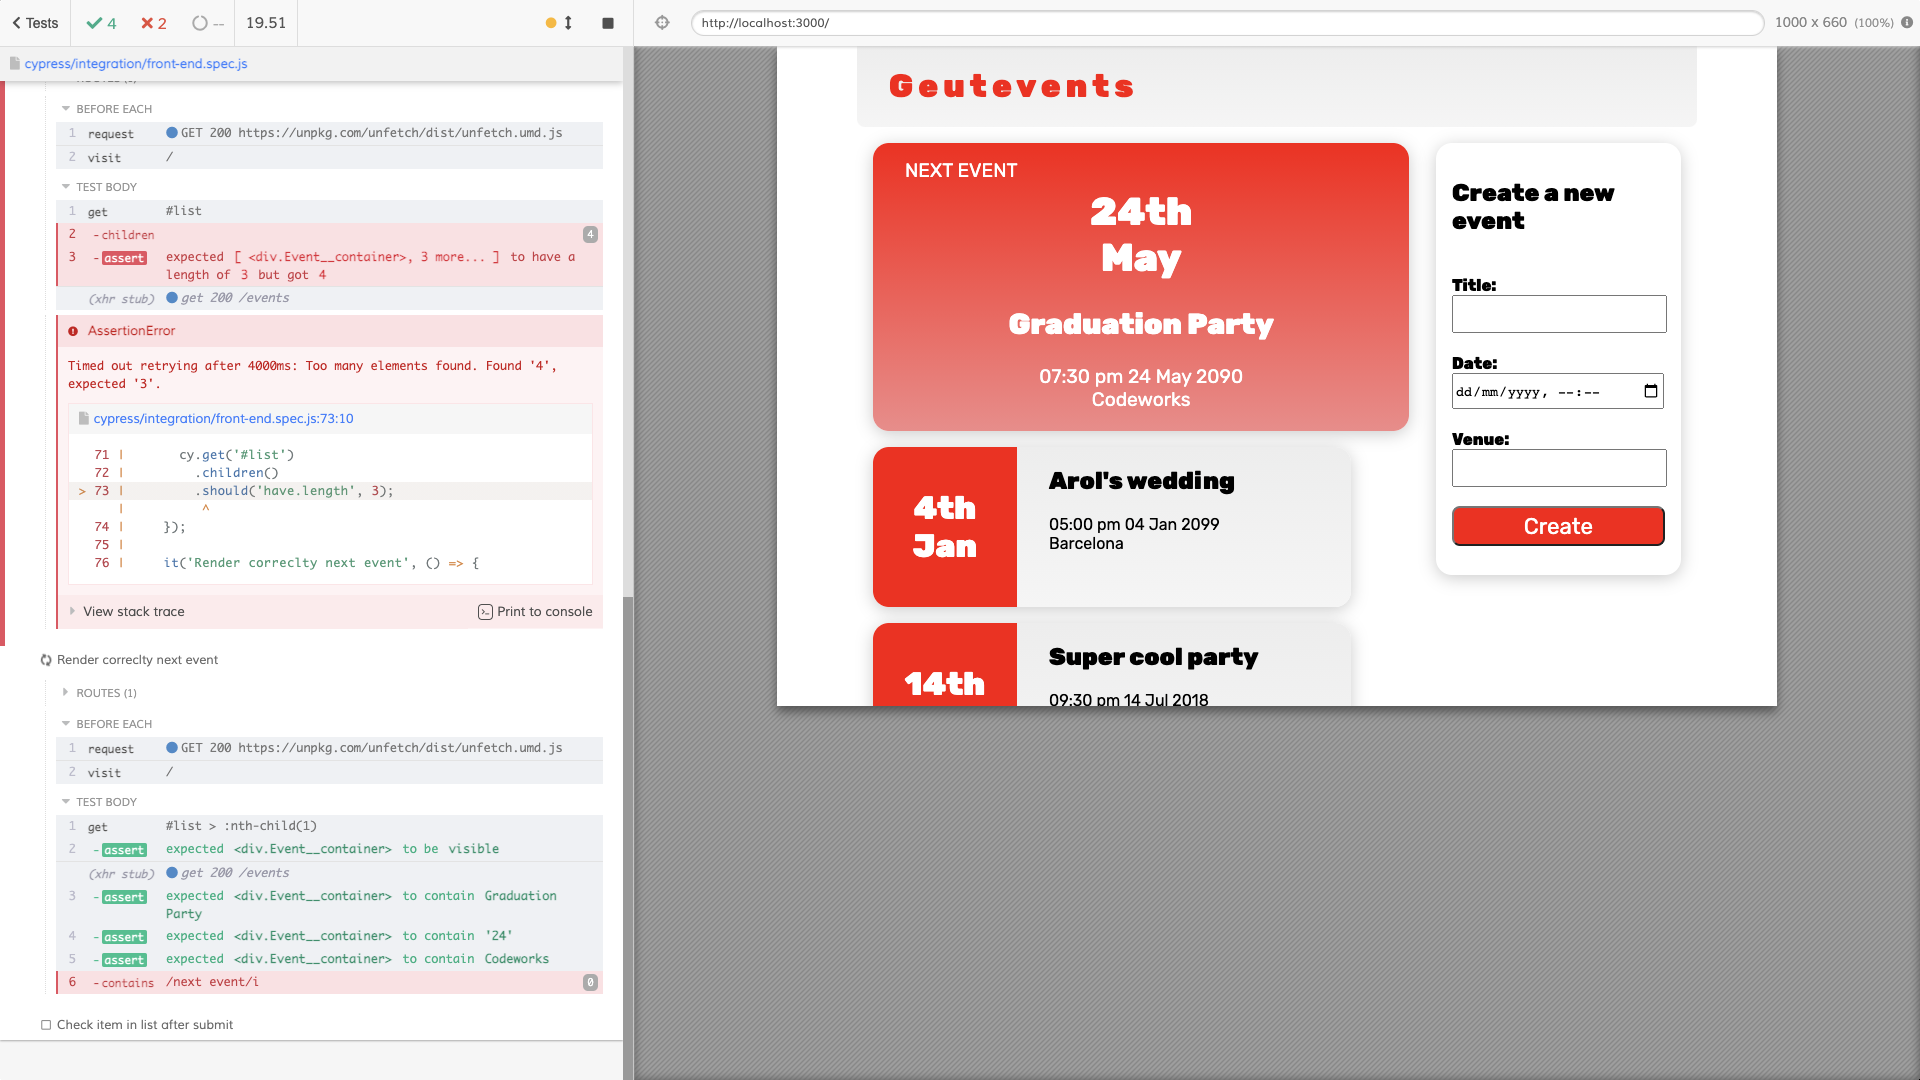 Tests
4
2
--
19.51
http://localhost:3000/
1000 x 660 (100%)
cypress/integration/front-end.spec.js
BEFORE EACH
1 request GET 200 https://unpkg.com/unfetch/dist/unfetch.umd.js
2 visit /
TEST BODY
1 get #list
2 -children 4
3 -assert expected [ <div.Event__container>, 3 more... ] to have a
length of 3 but got 4
(xhr stub) get 200 /events
AssertionError
Timed out retrying after 4000ms: Too many elements found. Found '4',
expected '3'.
cypress/integration/front-end.spec.js:73:10
71 | cy.get('#list')
72 | .children()
> 73 | .should('have.length', 3);
| ^
74 | });
75 |
76 | it('Render correclty next event', () => {
View stack trace
Print to console
Render correclty next event
ROUTES (1)
BEFORE EACH
1 request GET 200 https://unpkg.com/unfetch/dist/unfetch.umd.js
2 visit /
TEST BODY
1 get #list > :nth-child(1)
2 -assert expected <div.Event__container> to be visible
(xhr stub) get 200 /events
3 -assert expected <div.Event__container> to contain Graduation
Party
4 -assert expected <div.Event__container> to contain '24'
5 -assert expected <div.Event__container> to contain Codeworks
6 -contains /next event/i 0
Check item in list after submit
Geutevents
NEXT EVENT
24th
May
Graduation Party
07:30 pm 24 May 2090
Codeworks
4th
Jan
Arol's wedding
05:00 pm 04 Jan 2099
Barcelona
14th
Super cool party
09:30 pm 14 Jul 2018
Create a new
event
Title:
Date:
dd/mm/yyyy, --:--
Venue:
Create